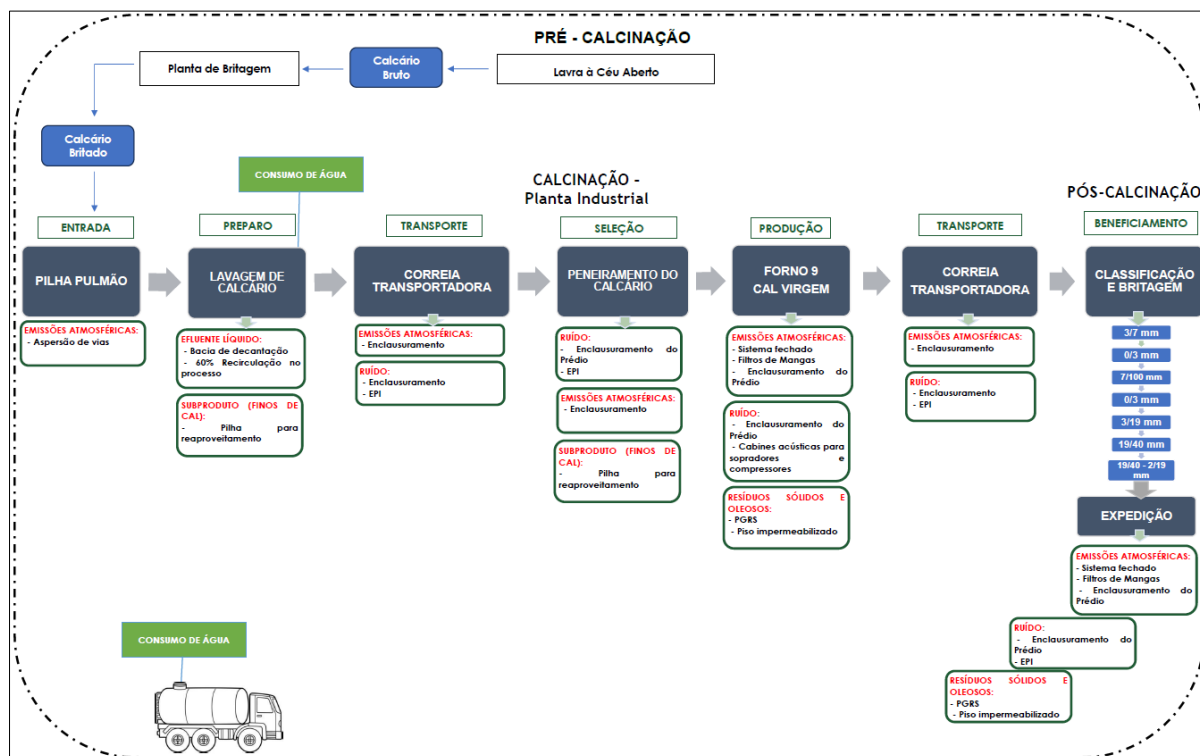 PRÉ - CALCINAÇÃO
Planta de Britagem
Calcário
Bruto
Lavra à Céu Aberto
Calcário
Britado
CONSUMO DE ÁGUA
CALCINAÇÃO -
Planta Industrial
PÓS-CALCINAÇÃO
ENTRADA
PREPARO
TRANSPORTE
SELEÇÃO
PRODUÇÃO
TRANSPORTE
BENEFICIAMENTO
PILHA PULMÃO
LAVAGEM DE
CALCÁRIO
CORREIA
TRANSPORTADORA
PENEIRAMENTO DO
CALCÁRIO
FORNO 9
CAL VIRGEM
CORREIA
TRANSPORTADORA
CLASSIFICAÇÃO
E BRITAGEM
EMISSÕES ATMOSFÉRICAS:
- Aspersão de vias
EFLUENTE LÍQUIDO:
- Bacia de decantação
- 60% Recirculação no
processo
SUBPRODUTO (FINOS DE
CAL):
- Pilha para
reaproveitamento
EMISSÕES ATMOSFÉRICAS:
- Enclausuramento
RUÍDO:
- Enclausuramento
- EPI
RUÍDO:
- Enclausuramento do
Prédio
- EPI
EMISSÕES ATMOSFÉRICAS:
- Enclausuramento
SUBPRODUTO (FINOS DE
CAL):
- Pilha para
reaproveitamento
EMISSÕES ATMOSFÉRICAS:
- Sistema fechado
- Filtros de Mangas
- Enclausuramento do
Prédio
RUÍDO:
- Enclausuramento do
Prédio
- Cabines acústicas para
sopradores e
compressores
RESÍDUOS SÓLIDOS E
OLEOSOS:
- PGRS
- Piso impermeabilizado
EMISSÕES ATMOSFÉRICAS:
- Enclausuramento
RUÍDO:
- Enclausuramento
- EPI
3/7 mm
0/3 mm
7/100 mm
0/3 mm
3/19 mm
19/40 mm
19/40 - 2/19
mm
EXPEDIÇÃO
EMISSÕES ATMOSFÉRICAS:
- Sistema fechado
- Filtros de Mangas
- Enclausuramento do
Prédio
RUÍDO:
- Enclausuramento do
Prédio
- EPI
RESÍDUOS SÓLIDOS E
OLEOSOS:
- PGRS
- Piso impermeabilizado
CONSUMO DE ÁGUA